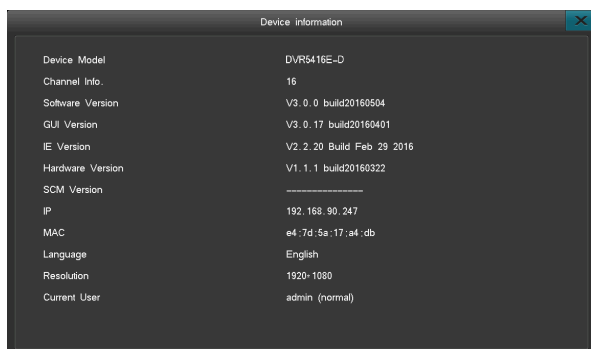 Device information
Device Model DVR5416E-D
Channel Info. 16
Software Version V3.0.0 build20160504
GUI Version V3.0.17 build20160401
IE Version V2.2.20 Build Feb 29 2016
Hardware Version V1.1.1 build20160322
SCM Version ---------------
IP 192.168.90.247
MAC e4:7d:5a:17:a4:db
Language English
Resolution 1920*1080
Current User admin (normal)